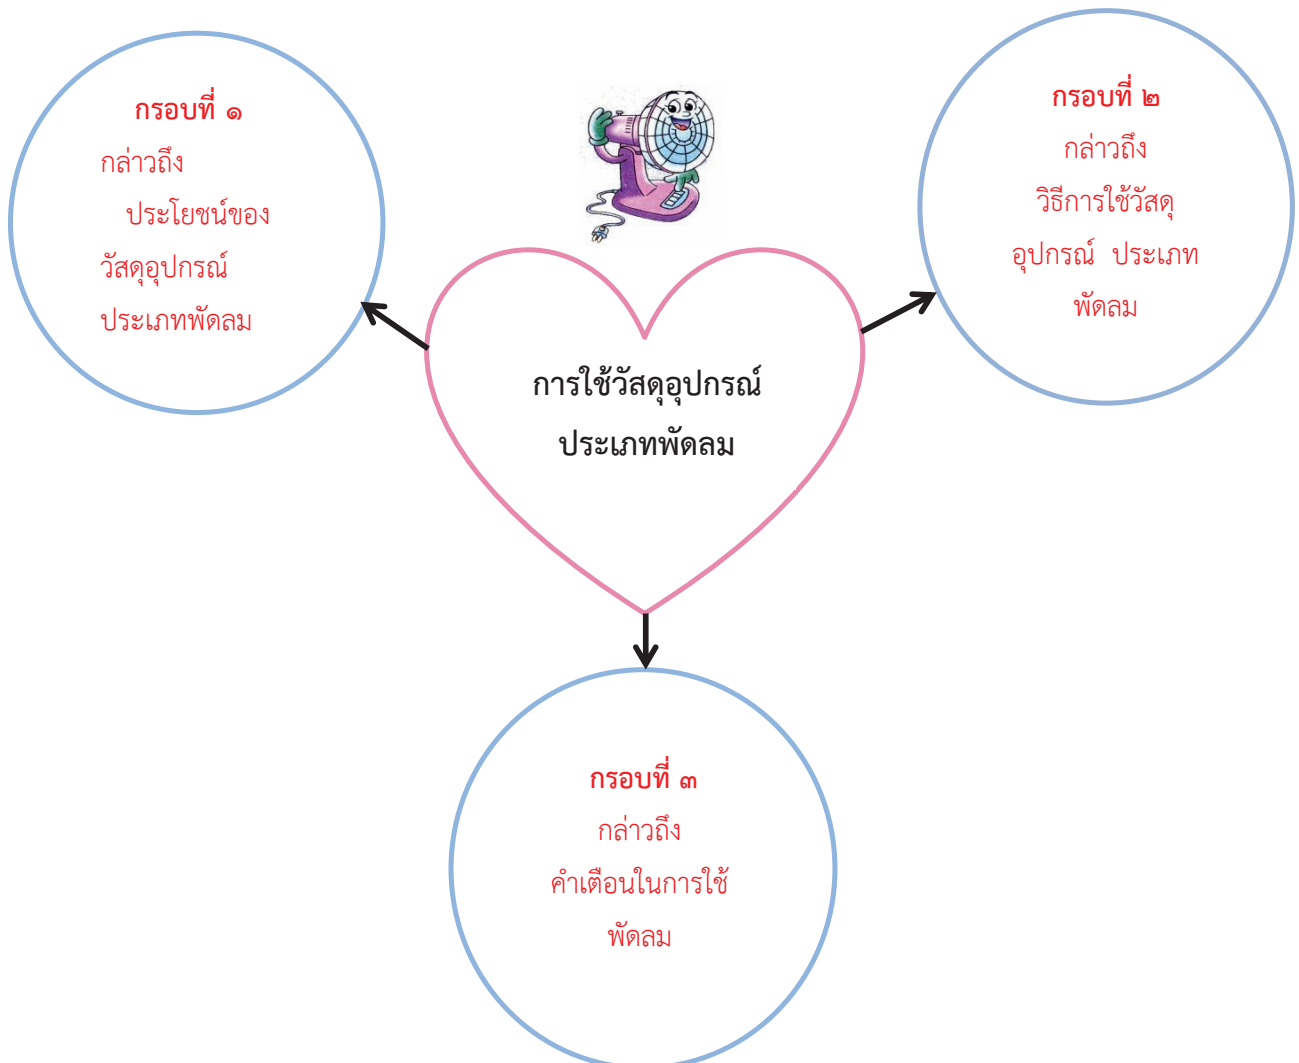 กรอบที่ ๑
กล่าวถึง
ประโยชน์ของ
วัสดุอุปกรณ์
ประเภทพัดลม
กรอบที่ ๒
กล่าวถึง
วิธีการใช้วัสดุ
อุปกรณ์ ประเภท
พัดลม
การใช้วัสดุอุปกรณ์
ประเภทพัดลม
กรอบที่ ๓
กล่าวถึง
คำเตือนในการใช้
พัดลม